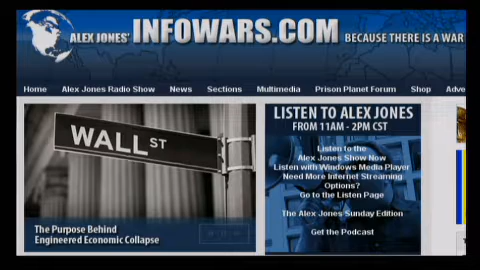 ALEX JONES' INFOWARS.COM BECAUSE THERE IS A WAR
Home Alex Jones Radio Show News Sections Multimedia Prison Planet Forum Shop Adve
WALL ST
The Purpose Behind
Engineered Economic Collapse
LISTEN TO ALEX JONES
FROM 11AM - 2PM CST
Listen to the
Alex Jones Show Now
Listen with Windows Media Player
Need More Internet Streaming
Options?
Go to the Listen Page
The Alex Jones Sunday Edition
Get the Podcast